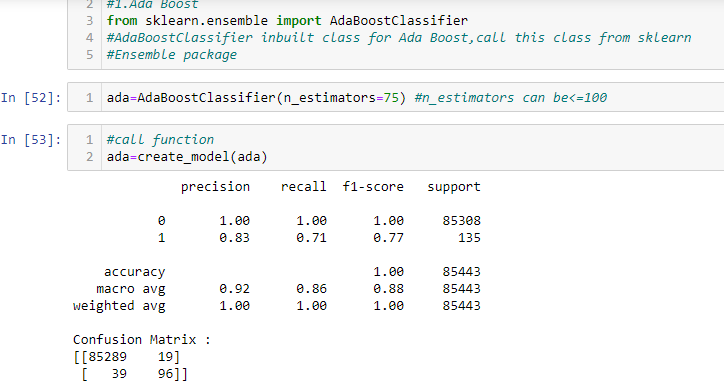 2 #1.Ada Boost
3 from sklearn.ensemble import AdaBoostClassifier
4 #AdaBoostClassifier inbuilt class for Ada Boost,call this class from sklearn
5 #Ensemble package
In [52]: 1 ada=AdaBoostClassifier(n_estimators=75) #n_estimators can be<=100
In [53]: 1 #call function
2 ada=create_model(ada)
precision recall f1-score support
0 1.00 1.00 1.00 85308
1 0.83 0.71 0.77 135
accuracy 1.00 85443
macro avg 0.92 0.86 0.88 85443
weighted avg 1.00 1.00 1.00 85443
Confusion Matrix :
[[85289 19]
[ 39 96]]